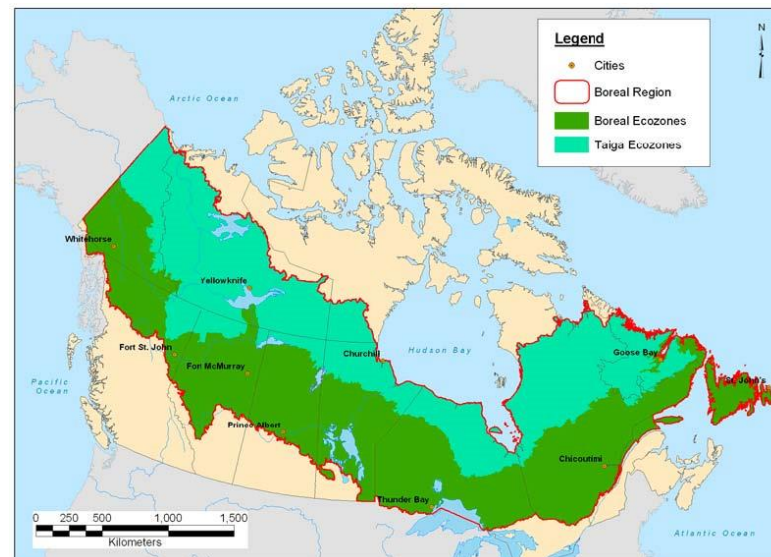 Legend
Cities
Boreal Region
Boreal Ecozones
Taiga Ecozones
N
Arctic Ocean
Whitehorse
Yellowknife
Fort St. John
Fort McMurray
Churchill
Hudson Bay
Goose Bay
St. John's
Pacific
Ocean
Prince Albert
Chicoutimi
Thunder Bay
Atlantic Ocean
0 250 500 1,000 1,500
Kilometers